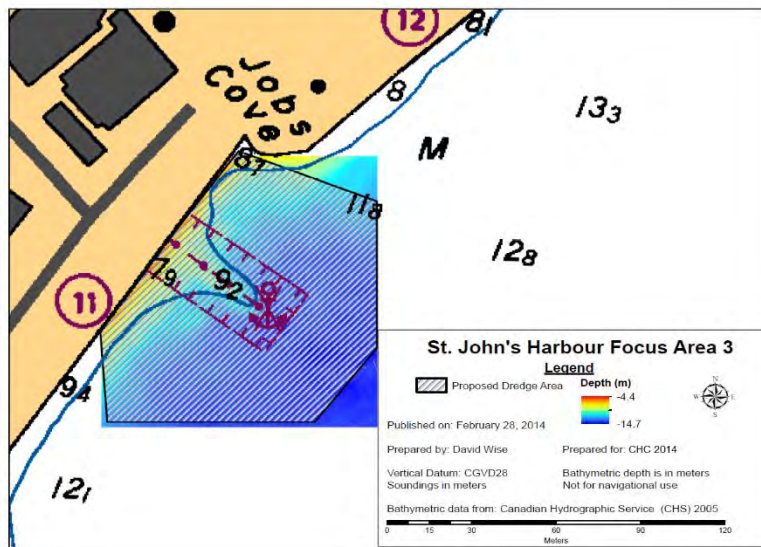 12
8₁
Jobs
Cove
8
13₃
M
8₇
11₈
12₈
7₉
9₂
11
9₄
12₁
St. John's Harbour Focus Area 3
Legend
Proposed Dredge Area
Depth (m)
-4.4
-14.7
N
W E
S
Published on: February 28, 2014
Prepared by: David Wise Prepared for: CHC 2014
Vertical Datum: CGVD28 Bathymetric depth is in meters
Soundings in meters Not for navigational use
Bathymetric data from: Canadian Hydrographic Service (CHS) 2005
0 15 30 60 90 120
Meters